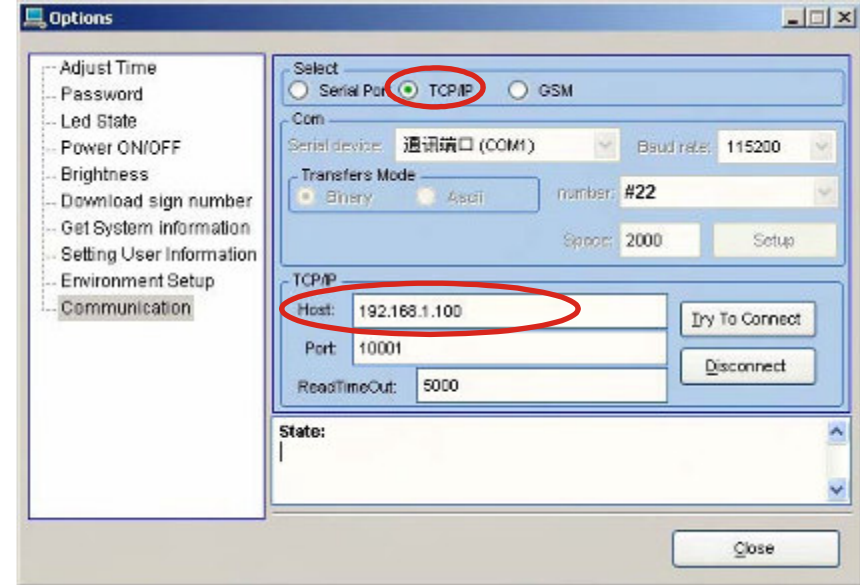 Options
Adjust Time
Password
Led State
Power ON/OFF
Brightness
Download sign number
Get System information
Setting User Information
Environment Setup
Communication
Select
Serial Port TCP/IP GSM
Com
Serial device: 通讯端口 (COM1) Baud rate: 115200
Transfers Mode
Binary Ascii
number: #22
Space: 2000 Setup
TCP/IP
Host: 192.168.1.100
Try To Connect
Port: 10001
Disconnect
ReadTimeOut: 5000
State:
Close